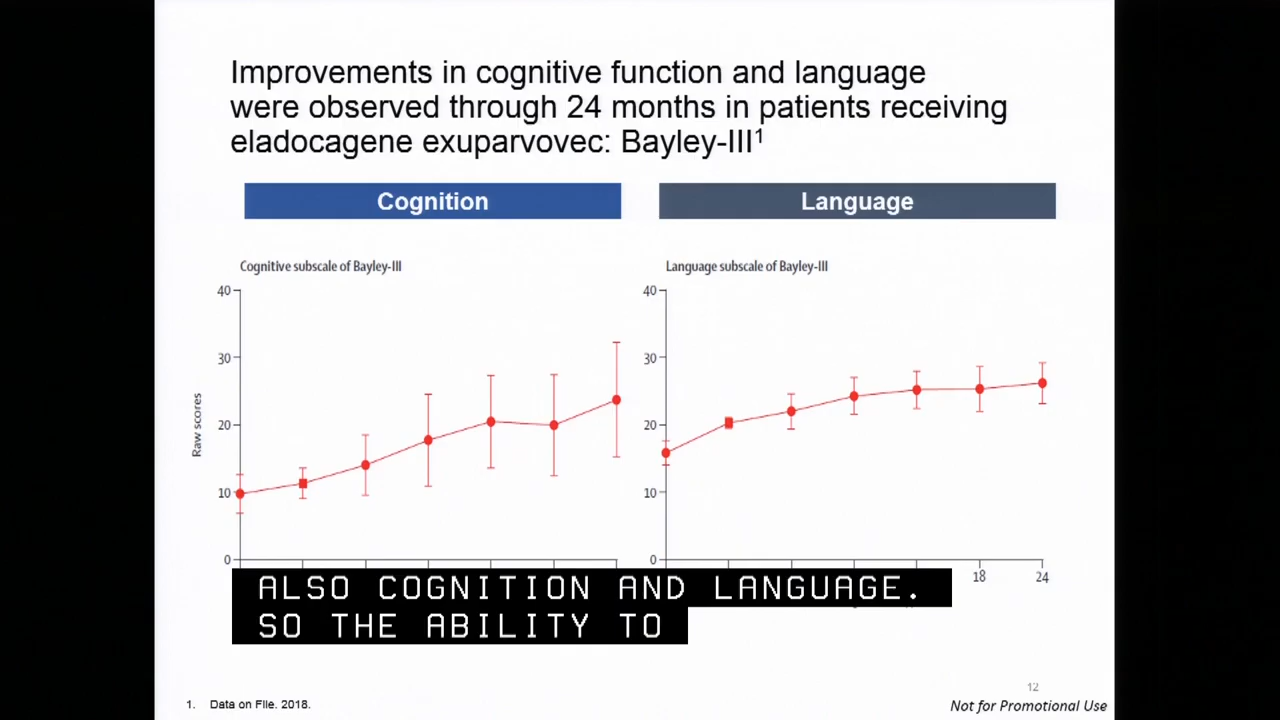 Improvements in cognitive function and language
were observed through 24 months in patients receiving
eladocagene exuparvovec: Bayley-III1
Cognition
Language
Cognitive subscale of Bayley-III
40
30
20
10
0
Raw scores
Language subscale of Bayley-III
40
30
20
10
0
18
24
ALSO COGNITION AND LANGUAGE.
SO THE ABILITY TO
12
1. Data on File. 2018.
Not for Promotional Use